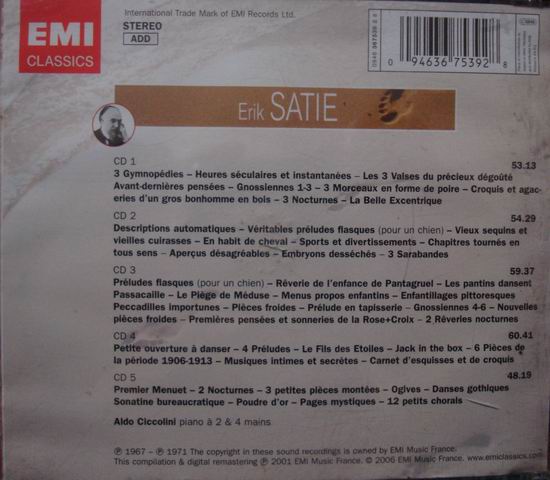 International Trade Mark of EMI Records Ltd.
EMI
CLASSICS
STEREO
ADD
0946 367539 2 8
0 94636 75392 8
Erik SATIE
CD 1 53.13
3 Gymnopédies – Heures séculaires et instantanées – Les 3 Valses du précieux dégoûté
Avant-dernières pensées – Gnossiennes 1-3 – 3 Morceaux en forme de poire – Croquis et agac-
eries d'un gros bonhomme en bois – 3 Nocturnes – La Belle Excentrique
CD 2 54.29
Descriptions automatiques – Véritables préludes flasques (pour un chien) – Vieux sequins et
vieilles cuirasses – En habit de cheval – Sports et divertissements – Chapitres tournés en
tous sens – Aperçus désagréables – Embryons desséchés – 3 Sarabandes
CD 3 59.37
Préludes flasques (pour un chien) – Rêverie de l'enfance de Pantagruel – Les pantins dansent
Passacaille – Le Piège de Méduse – Menus propos enfantins – Enfantillages pittoresques
Peccadilles importunes – Pièces froides – Prélude en tapisserie – Gnossiennes 4-6 – Nouvelles
pièces froides – Premières pensées et sonneries de la Rose+Croix – 2 Rêveries nocturnes
CD 4 60.41
Petite ouverture à danser – 4 Préludes – Le Fils des Etoiles – Jack in the box – 6 Pièces de
la période 1906-1913 – Musiques intimes et secrètes – Carnet d'esquisses et de croquis
CD 5 48.19
Premier Menuet – 2 Nocturnes – 3 petites pièces montées – Ogives – Danses gothiques
Sonatine bureaucratique – Poudre d'or – Pages mystiques – 12 petits chorals
Aldo Ciccolini piano à 2 & 4 mains
℗ 1967 – ℗ 1971 The copyright in these sound recordings is owned by EMI Music France.
This compilation & digital remastering ℗ 2001 EMI Music France. © 2006 EMI Music France. www.emiclassics.com